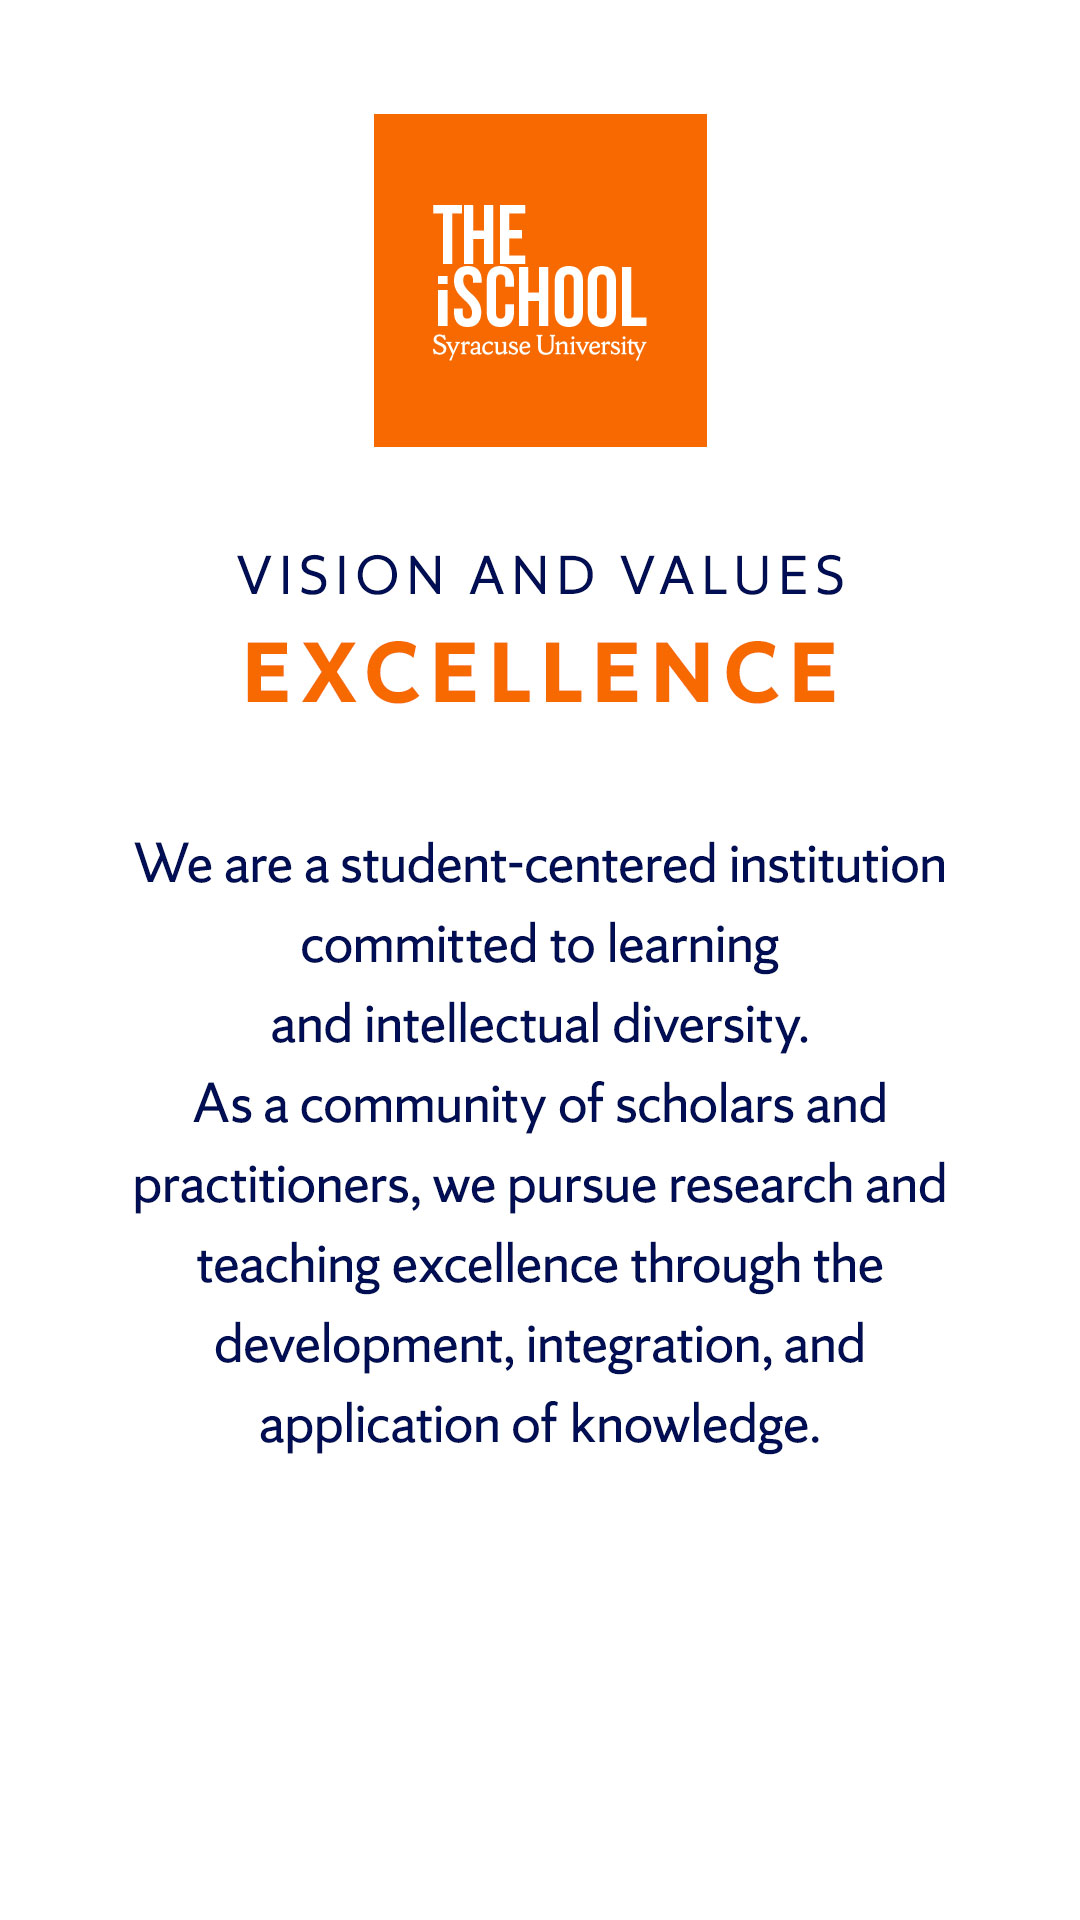 THE
iSCHOOL
Syracuse University
VISION AND VALUES
EXCELLENCE
We are a student-centered institution
committed to learning
and intellectual diversity.
As a community of scholars and
practitioners, we pursue research and
teaching excellence through the
development, integration, and
application of knowledge.